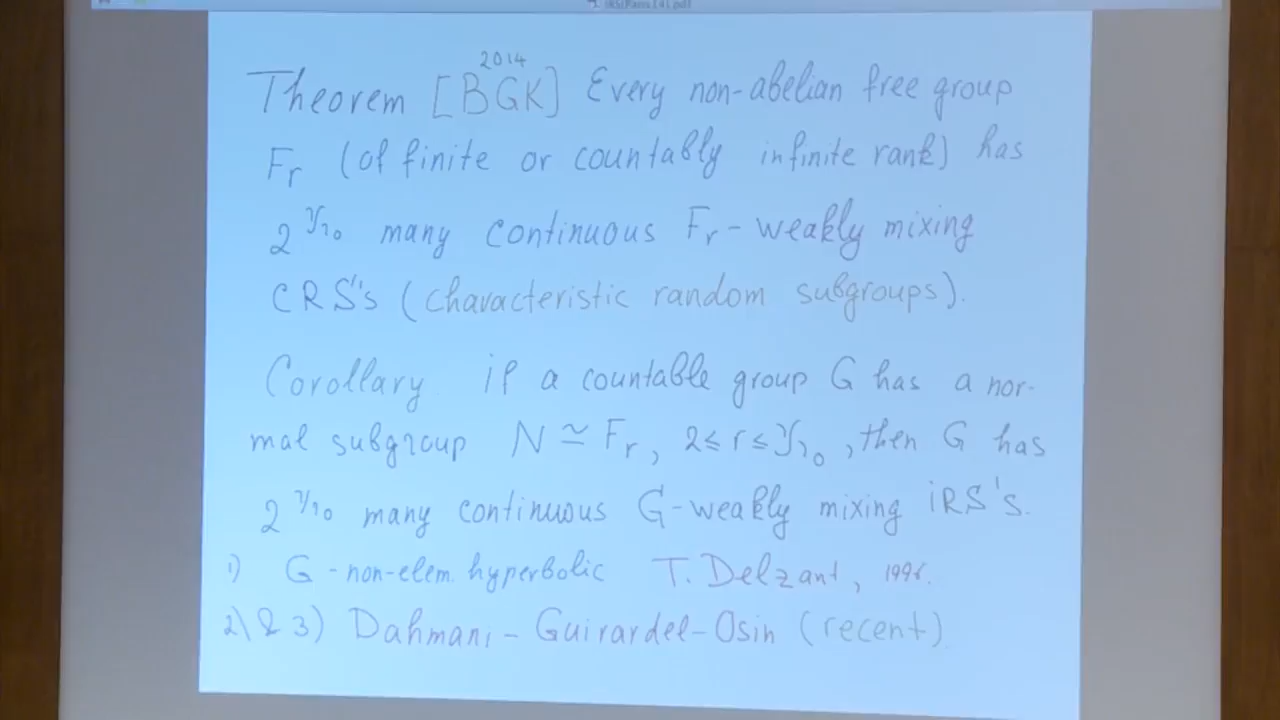 IRS(Paris14).pdf
2014
Theorem [BGK] Every non-abelian free group
Fr (of finite or countably infinite rank) has
2^ℵ0 many continuous Fr-weakly mixing
CRS's (characteristic random subgroups).
Corollary if a countable group G has a nor-
mal subgroup N ≃ Fr, 2≤r≤ℵ0, then G has
2^ℵ0 many continuous G-weakly mixing IRS's.
1) G-non-elem. hyperbolic T. Delzant, 1996.
2) & 3) Dahmani-Guirardel-Osin (recent)